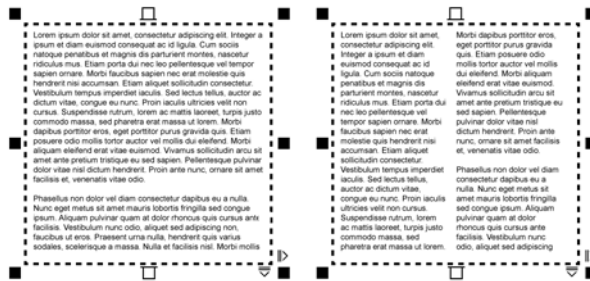 Lorem ipsum dolor sit amet, consectetur adipiscing elit. Integer a
ipsum et diam euismod consequat ac id ligula. Cum sociis
natoque penatibus et magnis dis parturient montes, nascetur
ridiculus mus. Etiam porta dui nec leo pellentesque vel tempor
sapien ornare. Morbi faucibus sapien nec erat molestie quis
hendrerit nisi accumsan. Etiam aliquet sollicitudin consectetur.
Vestibulum tempus imperdiet iaculis. Sed lectus tellus, auctor ac
dictum vitae, congue eu nunc. Proin iaculis ultricies velit non
cursus. Suspendisse rutrum, lorem ac mattis laoreet, turpis justo
commodo massa, sed pharetra erat massa ut lorem. Morbi
dapibus porttitor eros, eget porttitor purus gravida quis. Etiam
posuere odio mollis tortor auctor vel mollis dui eleifend. Morbi
aliquam eleifend erat vitae euismod. Vivamus sollicitudin arcu sit
amet ante pretium tristique eu sed sapien. Pellentesque pulvinar
dolor vitae nisl dictum hendrerit. Proin ante nunc, ornare sit amet
facilisis et, venenatis vitae odio.
Phasellus non dolor vel diam consectetur dapibus eu a nulla.
Nunc eget metus sit amet mauris lobortis fringilla sed congue
ipsum. Aliquam pulvinar quam at dolor rhoncus quis cursus ante
facilisis. Vestibulum nunc odio, aliquet sed adipiscing non,
faucibus ut eros. Praesent urna nulla, hendrerit quis varius
sodales, scelerisque a massa. Nulla et facilisis nisl. Morbi mollis
Lorem ipsum dolor sit amet,
consectetur adipiscing elit.
Integer a ipsum et diam
euismod consequat ac id
ligula. Cum sociis natoque
penatibus et magnis dis
parturient montes, nascetur
ridiculus mus. Etiam porta dui
nec leo pellentesque vel
tempor sapien ornare. Morbi
faucibus sapien nec erat
molestie quis hendrerit nisi
accumsan. Etiam aliquet
sollicitudin consectetur.
Vestibulum tempus imperdiet
iaculis. Sed lectus tellus,
auctor ac dictum vitae,
congue eu nunc. Proin iaculis
ultricies velit non cursus.
Suspendisse rutrum, lorem
ac mattis laoreet, turpis justo
commodo massa, sed
pharetra erat massa ut lorem.
Morbi dapibus porttitor eros,
eget porttitor purus gravida
quis. Etiam posuere odio
mollis tortor auctor vel mollis
dui eleifend. Morbi aliquam
eleifend erat vitae euismod.
Vivamus sollicitudin arcu sit
amet ante pretium tristique eu
sed sapien. Pellentesque
pulvinar dolor vitae nisl
dictum hendrerit. Proin ante
nunc, ornare sit amet facilisis
et, venenatis vitae odio.
Phasellus non dolor vel diam
consectetur dapibus eu a
nulla. Nunc eget metus sit
amet mauris lobortis fringilla
sed congue ipsum. Aliquam
pulvinar quam at dolor
rhoncus quis cursus ante
facilisis. Vestibulum nunc
odio, aliquet sed adipiscing